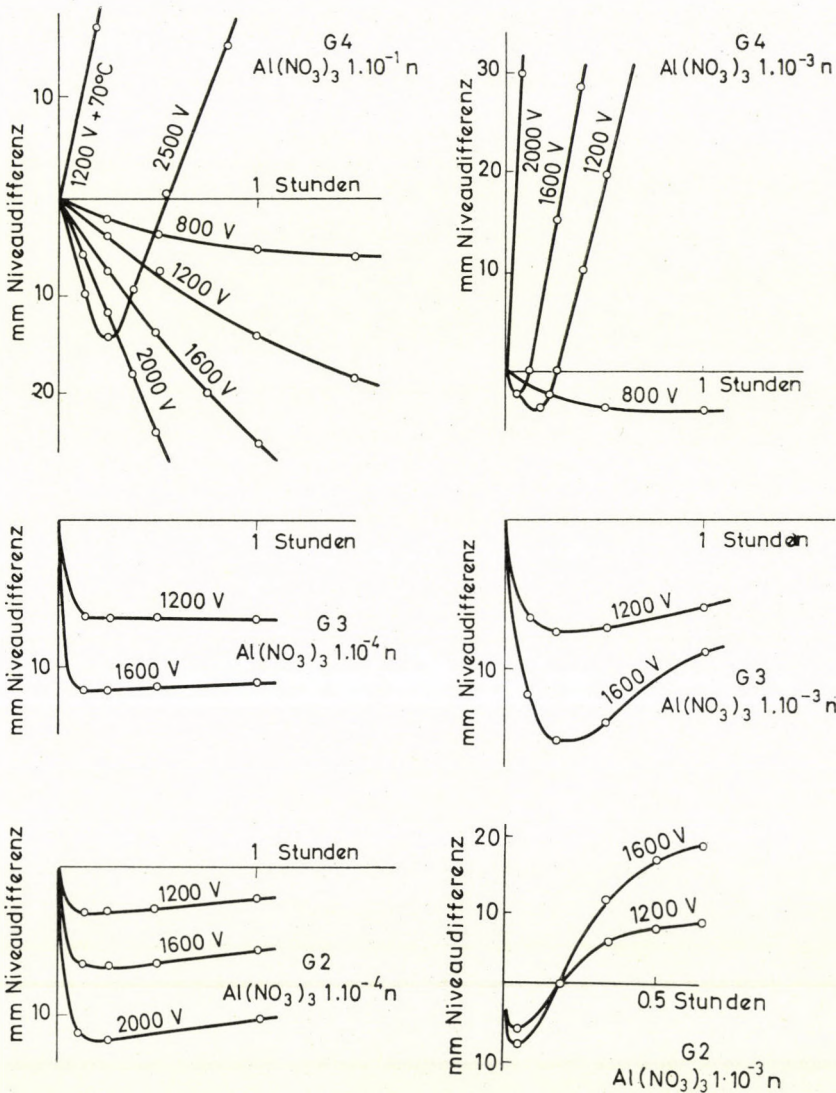 G4
Al(NO₃)₃ 1.10⁻¹ n
mm Niveaudifferenz
10
10
20
1 Stunden
1200 V + 70°C
2500 V
800 V
1200 V
1600 V
2000 V
G4
Al(NO₃)₃ 1.10⁻³ n
mm Niveaudifferenz
30
20
10
2000 V
1600 V
1200 V
1 Stunden
800 V
mm Niveaudifferenz
10
1 Stunden
1200 V
1600 V
G3
Al(NO₃)₃ 1.10⁻⁴ n
mm Niveaudifferenz
10
1 Stunden
1200 V
1600 V
G3
Al(NO₃)₃ 1.10⁻³ n
mm Niveaudifferenz
10
1 Stunden
1200 V
1600 V
2000 V
G2
Al(NO₃)₃ 1.10⁻⁴ n
mm Niveaudifferenz
20
10
10
1600 V
1200 V
0.5 Stunden
G2
Al(NO₃)₃ 1·10⁻³ n